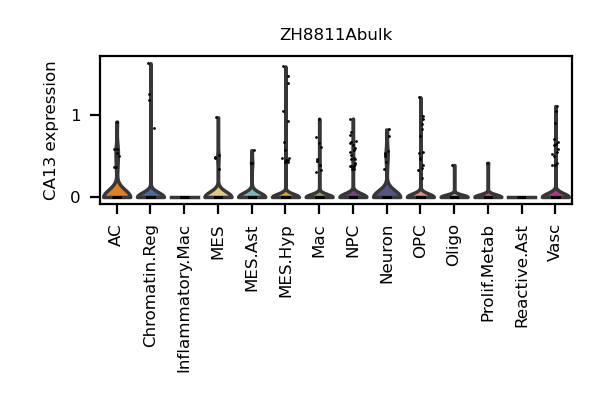 ZH8811Abulk
CA13 expression
1
0
AC
Chromatin.Reg
Inflammatory.Mac
MES
MES.Ast
MES.Hyp
Mac
NPC
Neuron
OPC
Oligo
Prolif.Metab
Reactive.Ast
Vasc